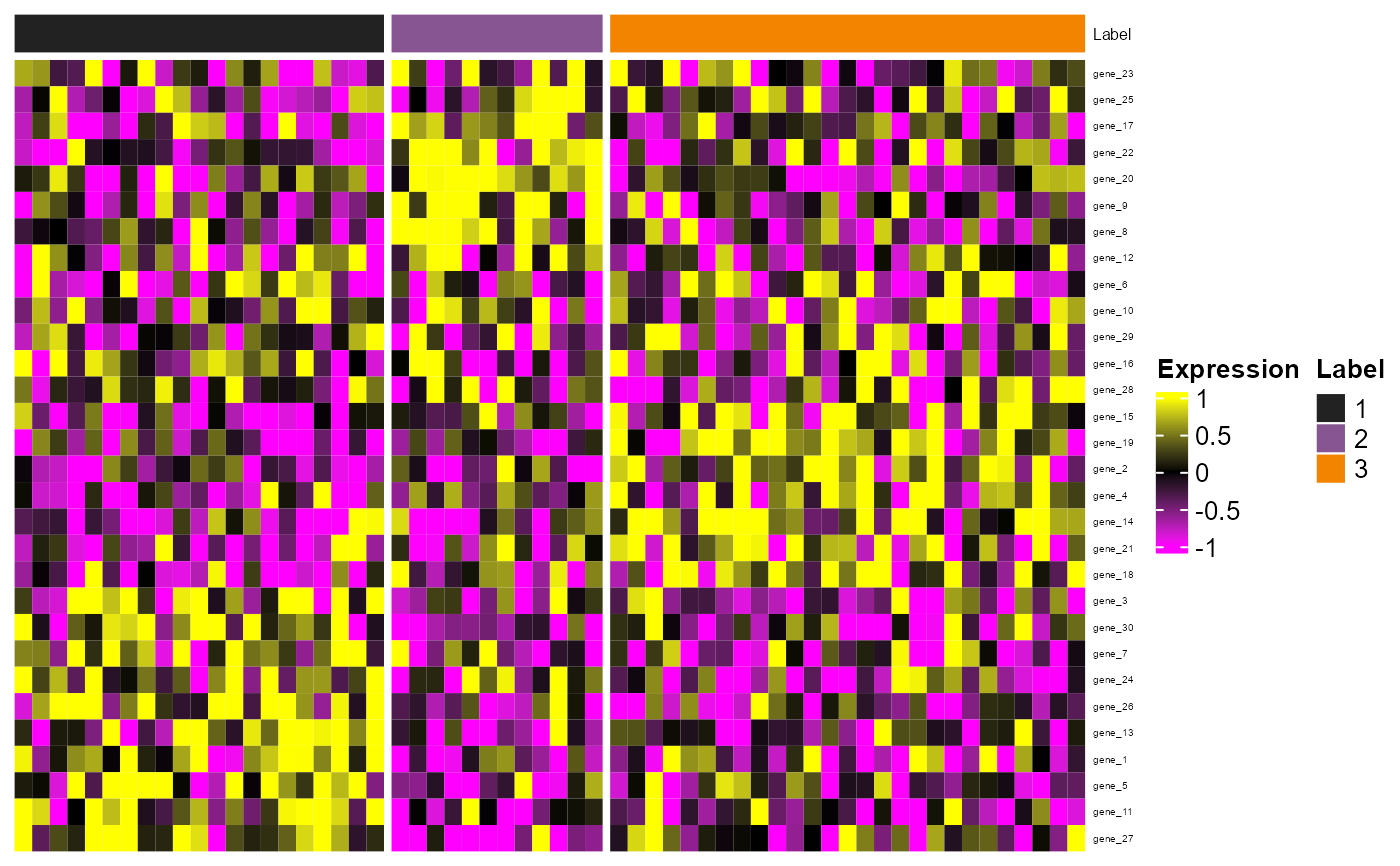 Label
gene_23
gene_25
gene_17
gene_22
gene_20
gene_9
gene_8
gene_12
gene_6
gene_10
gene_29
gene_16
gene_28
gene_15
gene_19
gene_2
gene_4
gene_14
gene_21
gene_18
gene_3
gene_30
gene_7
gene_24
gene_26
gene_13
gene_1
gene_5
gene_11
gene_27
Expression
1
0.5
0
-0.5
-1
Label
1
2
3